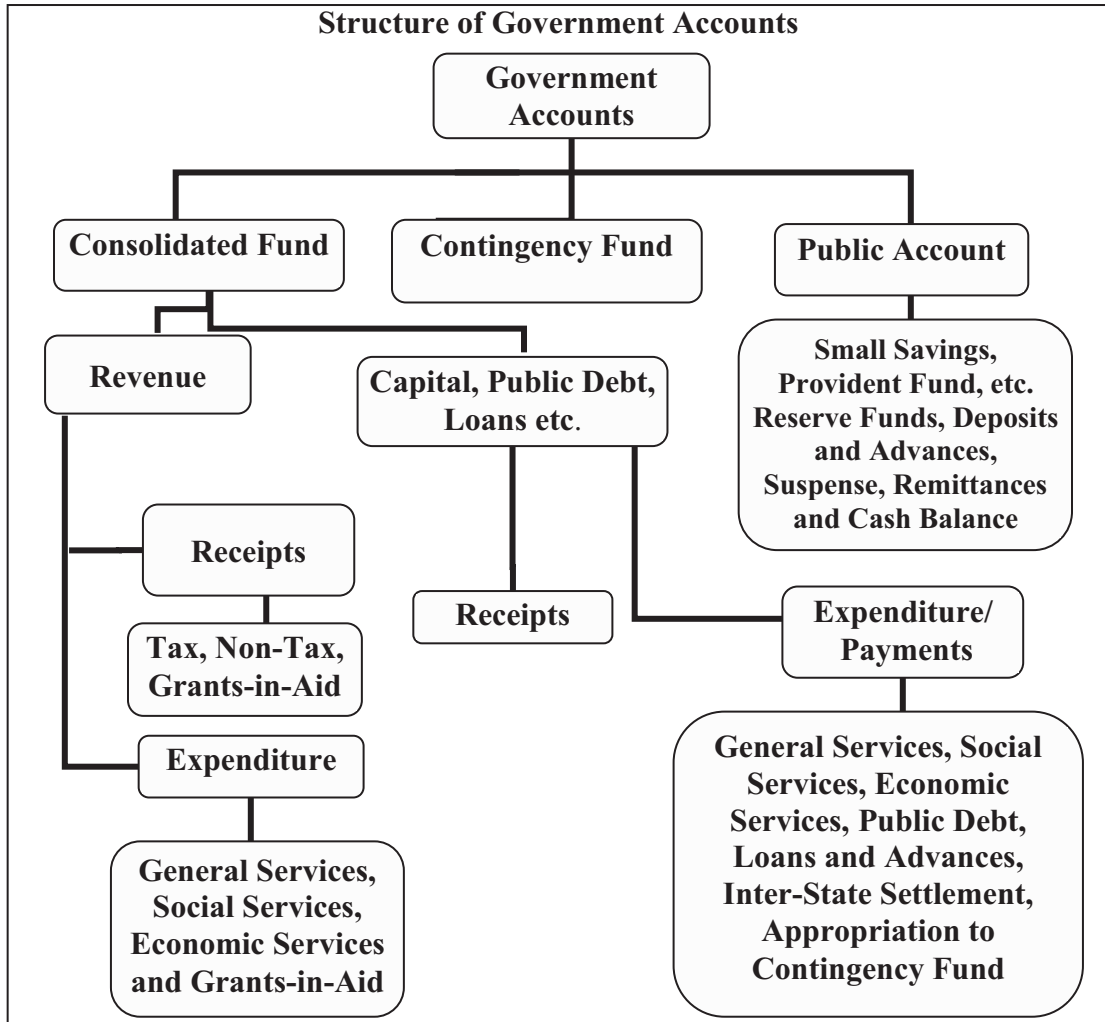 Structure of Government Accounts
Government
Accounts
Consolidated Fund
Contingency Fund
Public Account
Revenue
Capital, Public Debt,
Loans etc.
Small Savings,
Provident Fund, etc.
Reserve Funds, Deposits
and Advances,
Suspense, Remittances
and Cash Balance
Receipts
Tax, Non-Tax,
Grants-in-Aid
Expenditure
General Services,
Social Services,
Economic Services
and Grants-in-Aid
Receipts
Expenditure/
Payments
General Services, Social
Services, Economic
Services, Public Debt,
Loans and Advances,
Inter-State Settlement,
Appropriation to
Contingency Fund